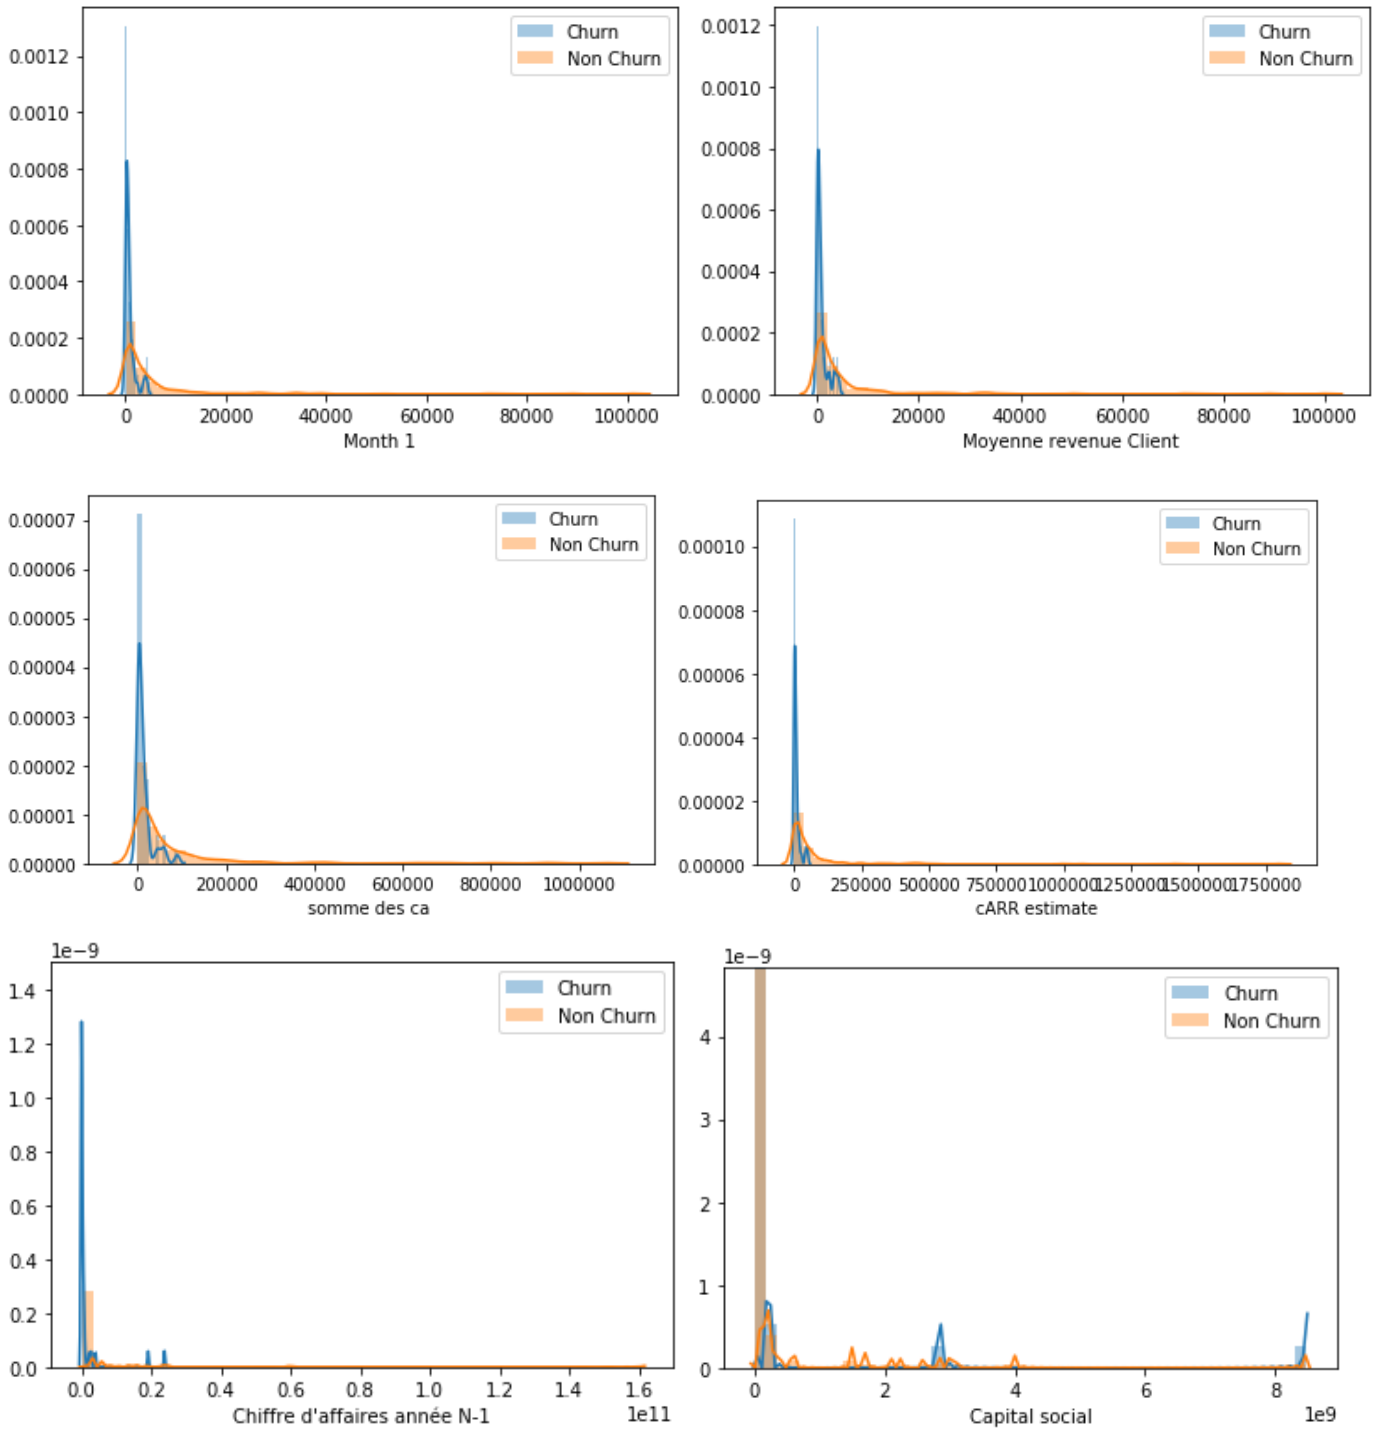 Churn
Non Churn
0.0012
0.0010
0.0008
0.0006
0.0004
0.0002
0.0000
0 20000 40000 60000 80000 100000
Month 1
Churn
Non Churn
0.0012
0.0010
0.0008
0.0006
0.0004
0.0002
0.0000
0 20000 40000 60000 80000 100000
Moyenne revenue Client
Churn
Non Churn
0.00007
0.00006
0.00005
0.00004
0.00003
0.00002
0.00001
0.00000
0 200000 400000 600000 800000 1000000
somme des ca
Churn
Non Churn
0.00010
0.00008
0.00006
0.00004
0.00002
0.00000
0 250000 500000 750000 1000000 1250000 1500000 1750000
cARR estimate
1e−9
Churn
Non Churn
1.4
1.2
1.0
0.8
0.6
0.4
0.2
0.0
0.0 0.2 0.4 0.6 0.8 1.0 1.2 1.4 1.6
Chiffre d'affaires année N-1
1e11
1e−9
Churn
Non Churn
4
3
2
1
0
0 2 4 6 8
Capital social
1e9